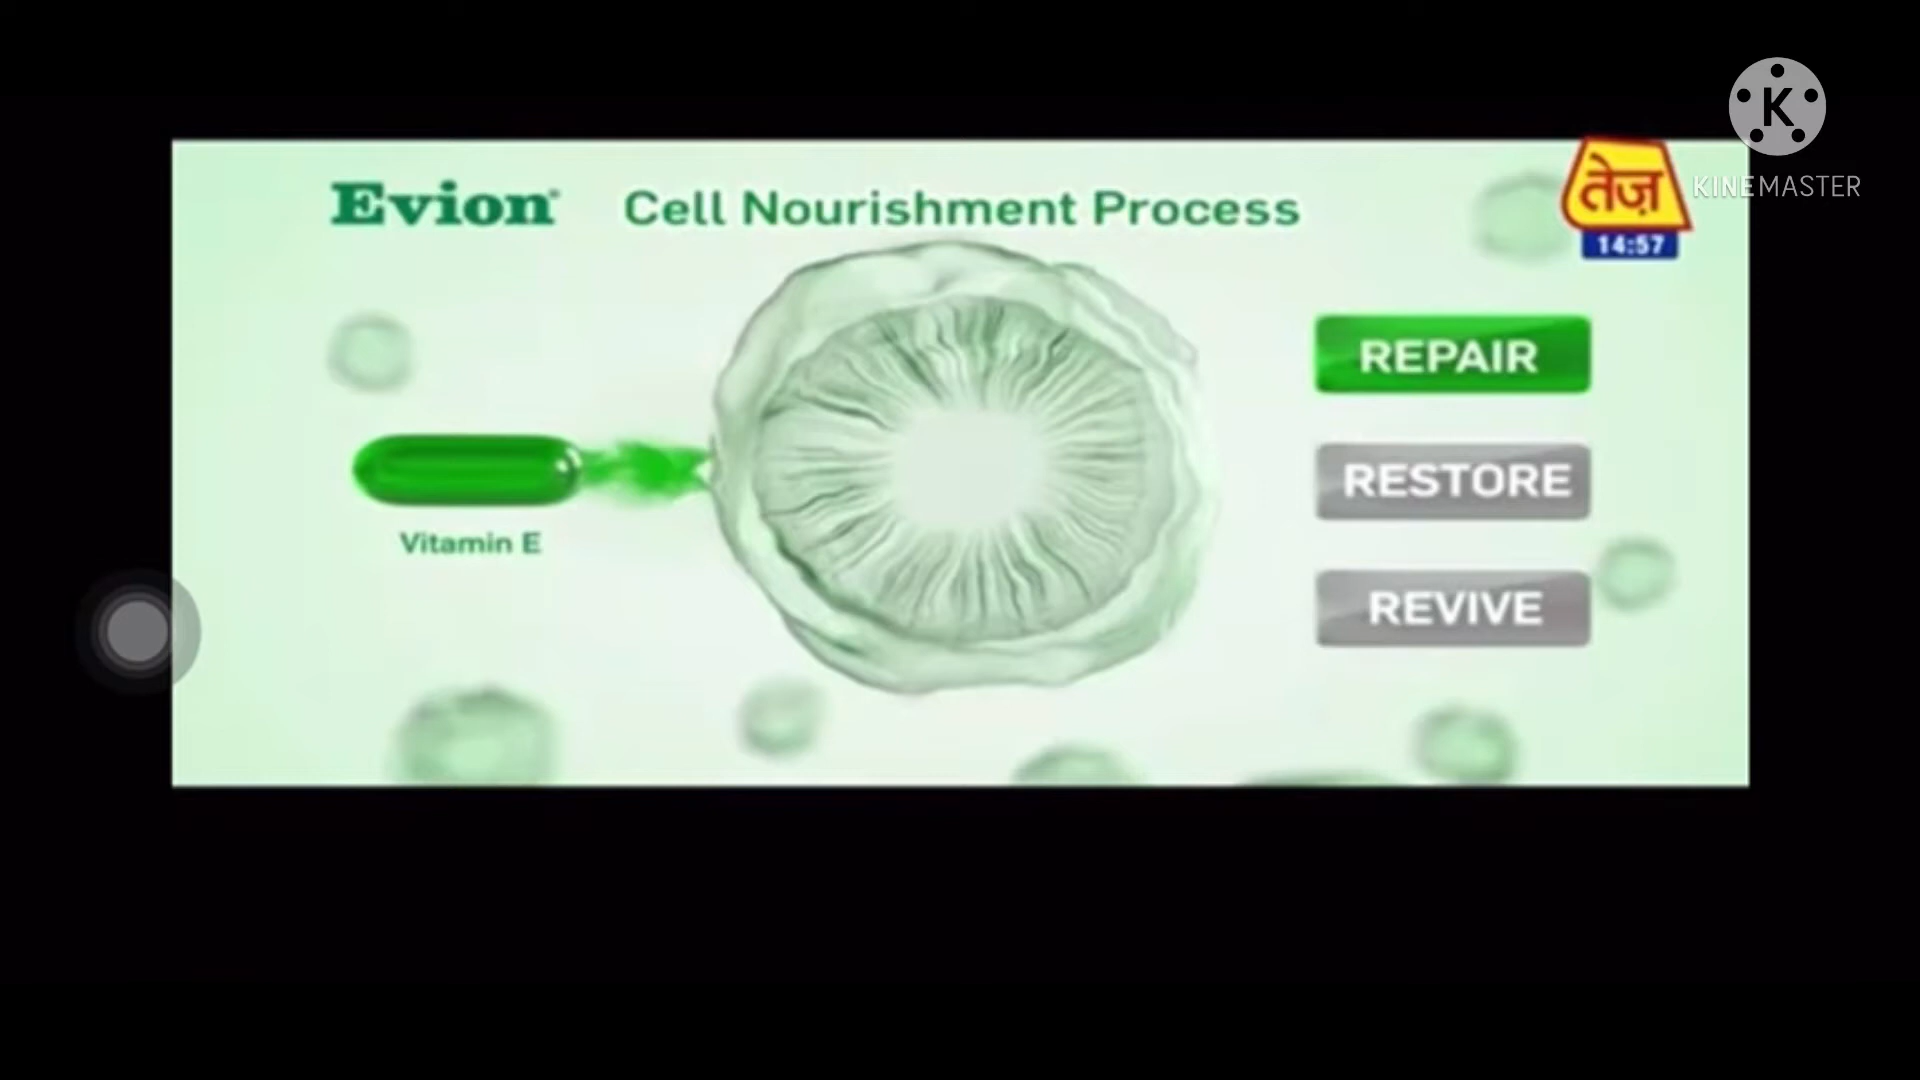 K
KINEMASTER
Evion®
Cell Nourishment Process
तेज़
14:57
REPAIR
RESTORE
REVIVE
Vitamin E